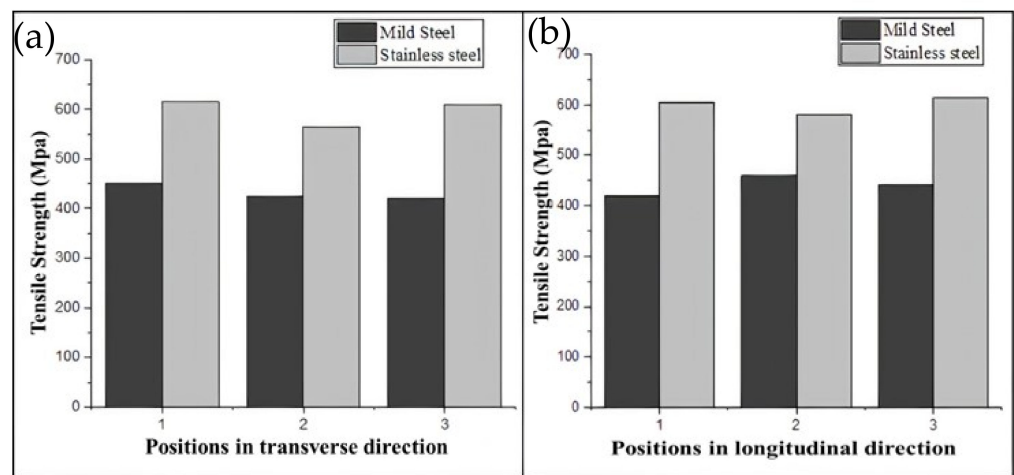 (a)
Mild Steel
Stainless steel
700
600
500
400
300
200
100
0
1
2
3
Tensile Strength (Mpa)
Positions in transverse direction
(b)
Mild Steel
Stainless steel
700
600
500
400
300
200
100
0
1
2
3
Tensile Strength (Mpa)
Positions in longitudinal direction